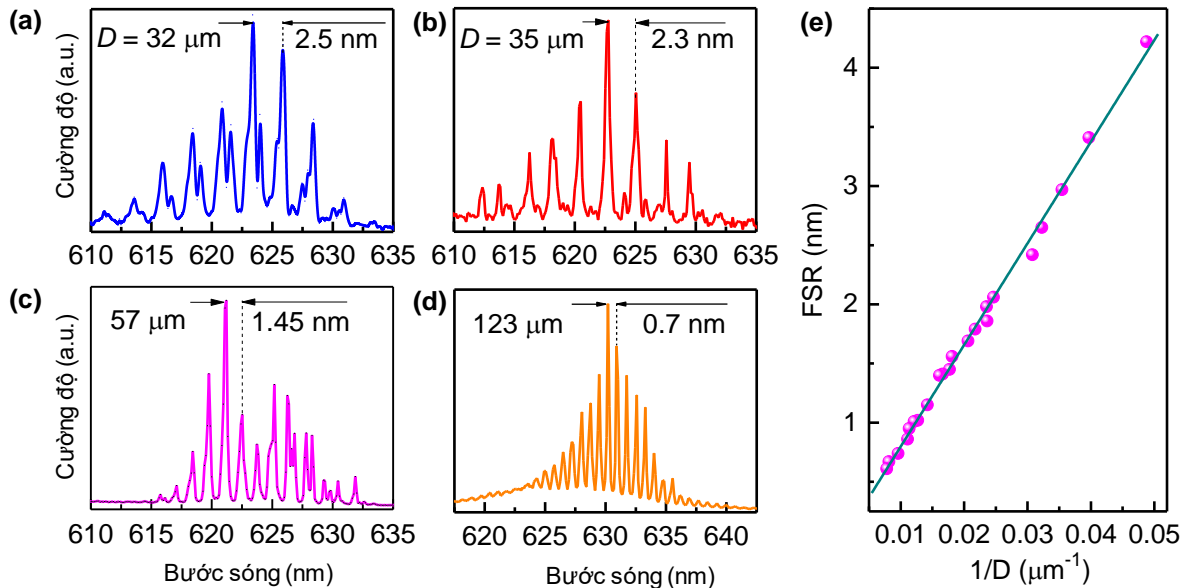 (a)
D = 32 μm
2.5 nm
Cường độ (a.u.)
610 615 620 625 630 635
(b)
D = 35 μm
2.3 nm
610 615 620 625 630 635
(c)
57 μm
1.45 nm
Cường độ (a.u.)
610 615 620 625 630 635
Bước sóng (nm)
(d)
123 μm
0.7 nm
620 625 630 635 640
Bước sóng (nm)
(e)
4
3
2
1
FSR (nm)
0.01 0.02 0.03 0.04 0.05
1/D (μm⁻¹)